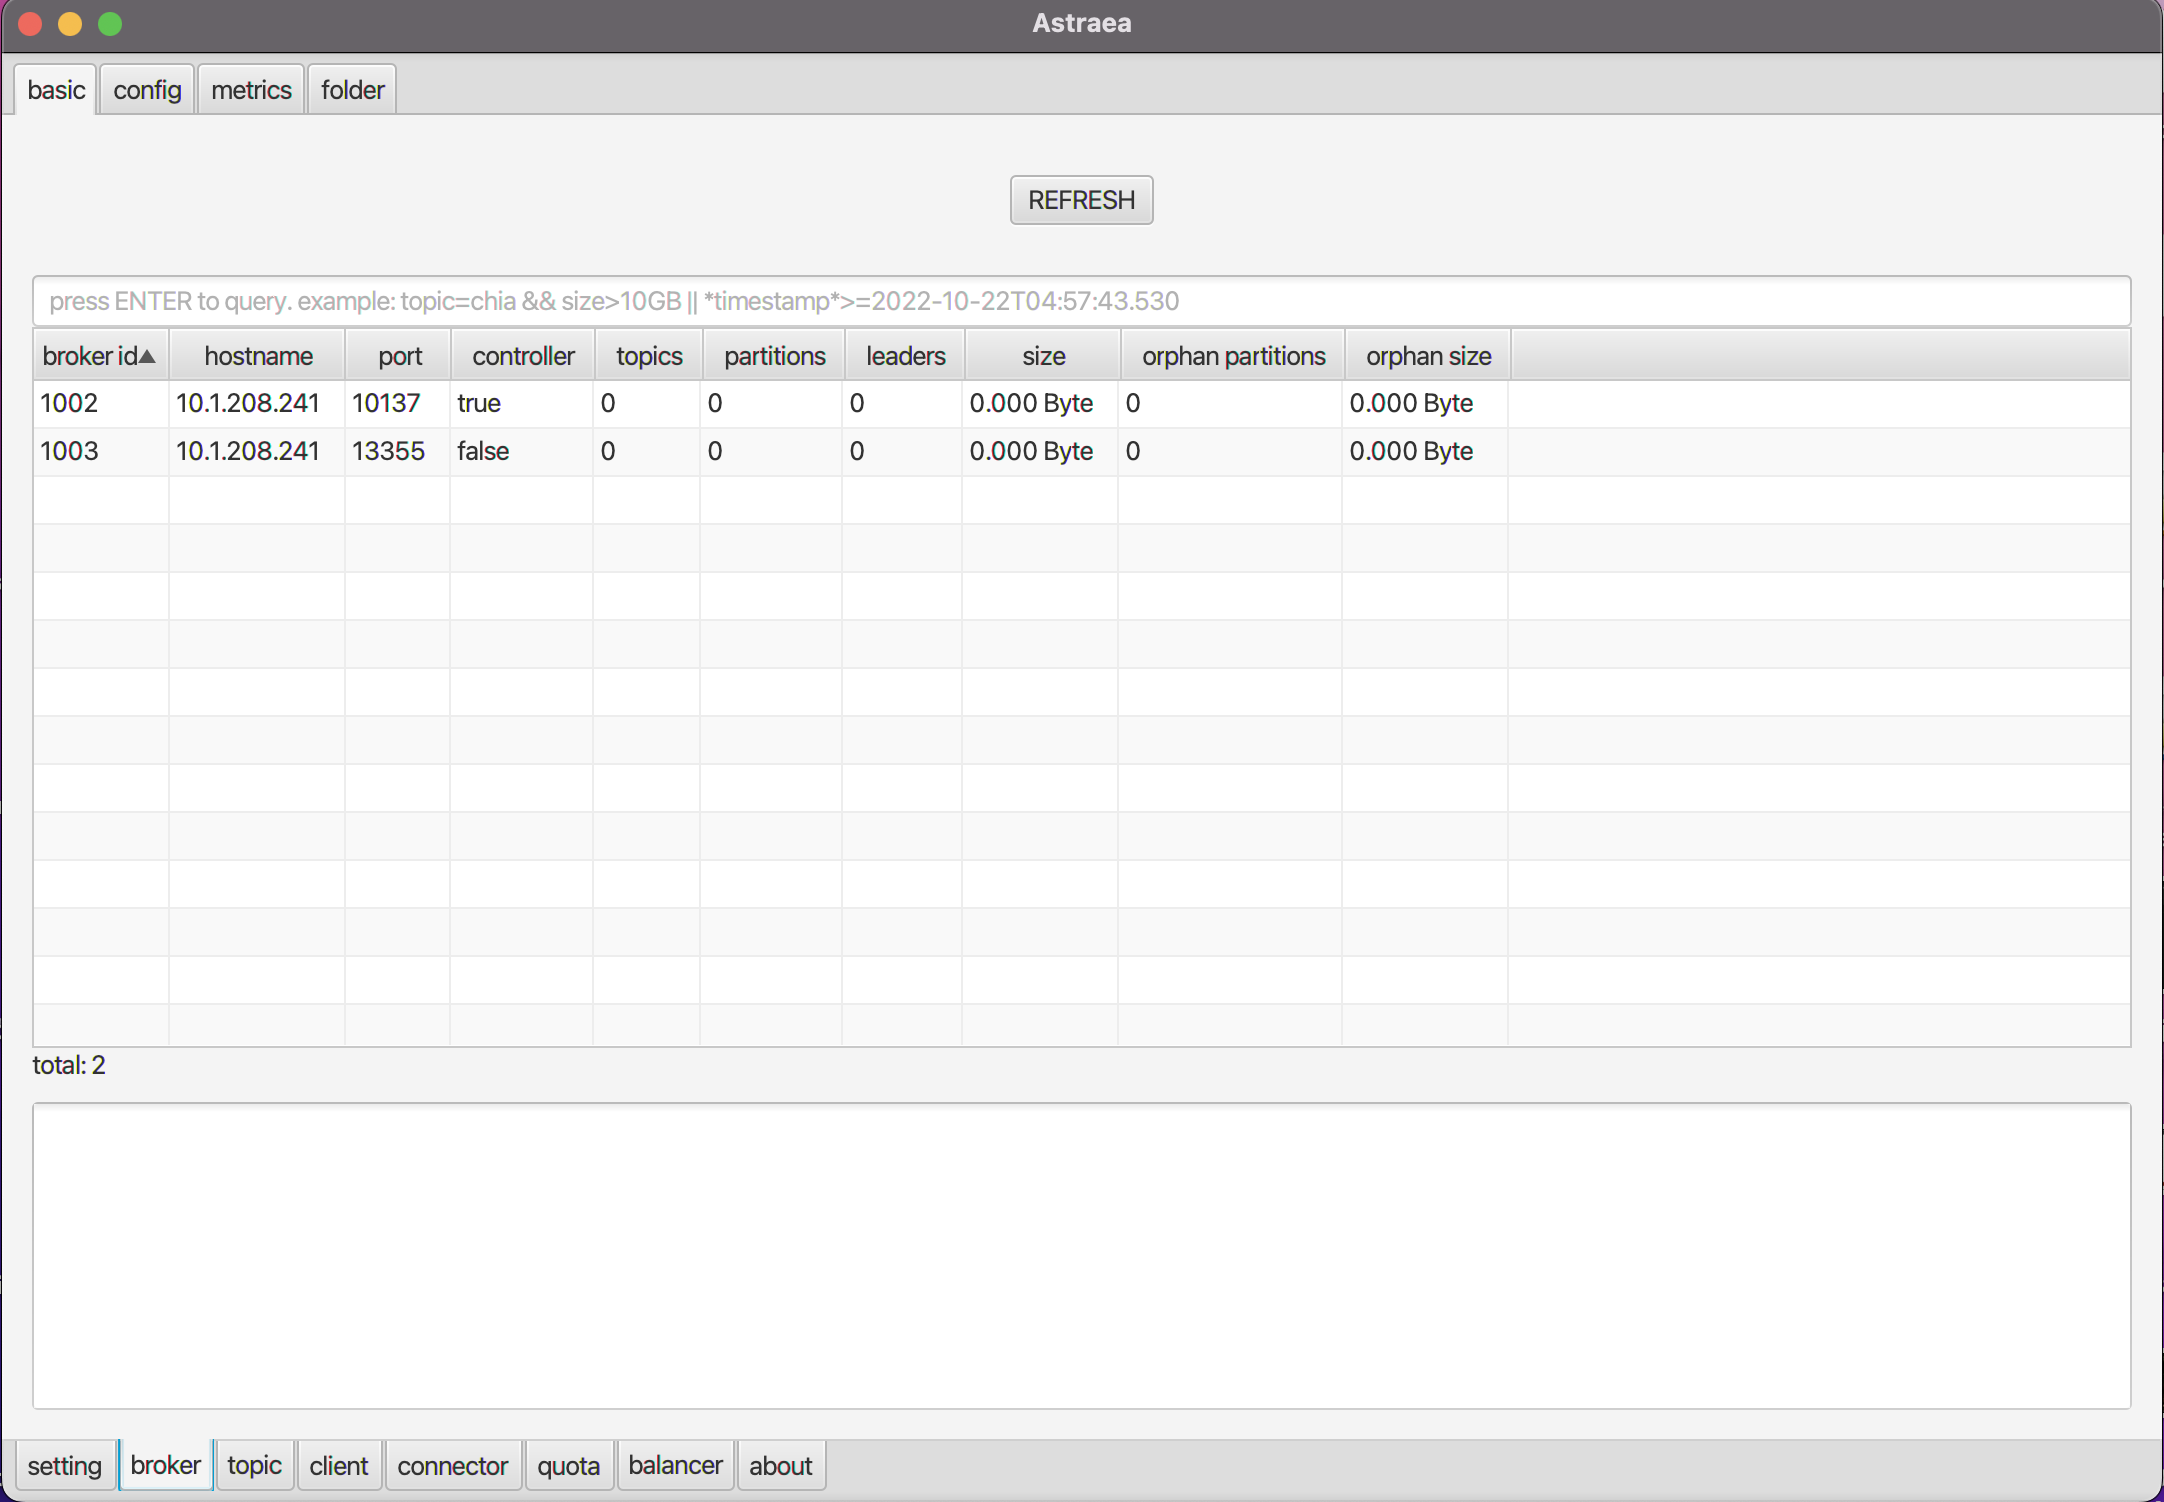 Astraea
basic config metrics folder
REFRESH
press ENTER to query. example: topic=chia && size>10GB || *timestamp*>=2022-10-22T04:57:43.530
broker id▲ hostname port controller topics partitions leaders size orphan partitions orphan size
1002 10.1.208.241 10137 true 0 0 0 0.000 Byte 0 0.000 Byte
1003 10.1.208.241 13355 false 0 0 0 0.000 Byte 0 0.000 Byte
total: 2
setting broker topic client connector quota balancer about